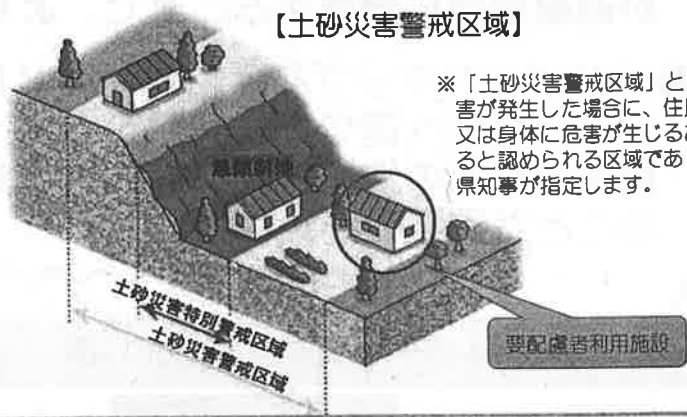 【土砂災害警戒区域】
※「土砂災害警戒区域」と
害が発生した場合に、住
又は身体に危害が生じる
ると認められる区域であ
県知事が指定します。
急傾斜地
土砂災害特別警戒区域
土砂災害警戒区域
要配慮者利用施設